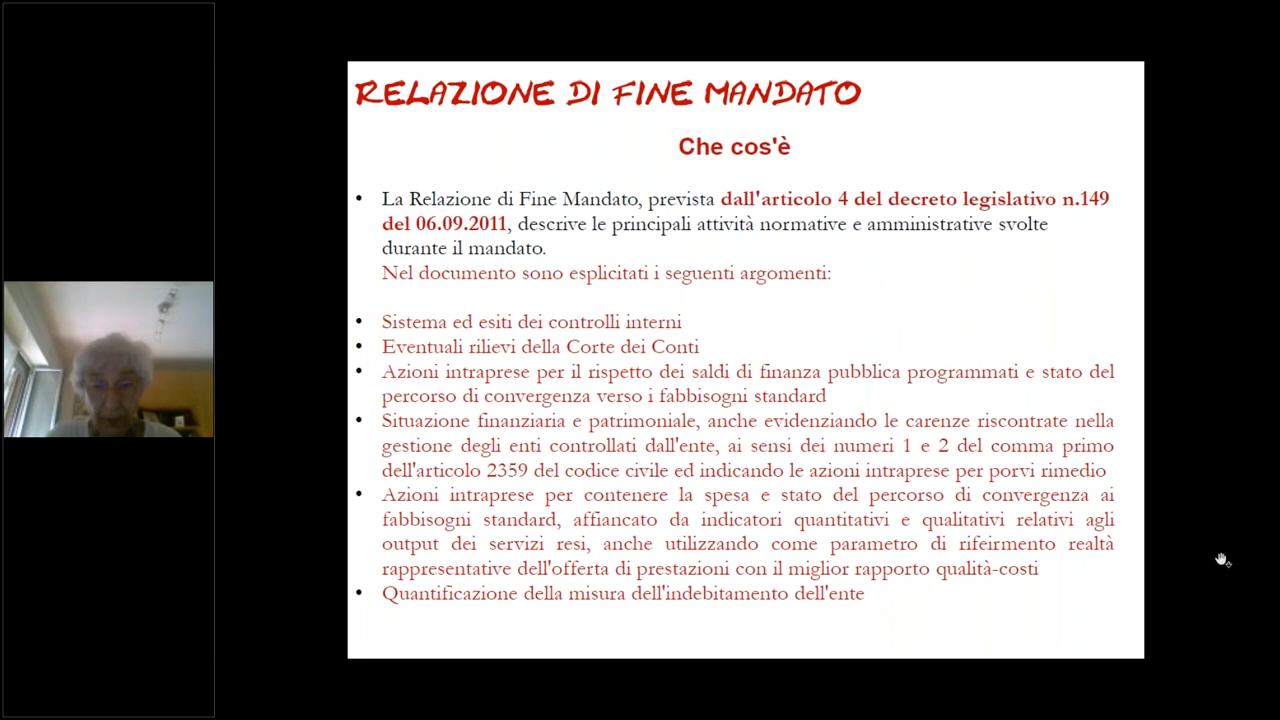 RELAZIONE DI FINE MANDATO
Che cos'è
• La Relazione di Fine Mandato, prevista dall'articolo 4 del decreto legislativo n.149
del 06.09.2011, descrive le principali attività normative e amministrative svolte
durante il mandato.
Nel documento sono esplicitati i seguenti argomenti:
• Sistema ed esiti dei controlli interni
• Eventuali rilievi della Corte dei Conti
• Azioni intraprese per il rispetto dei saldi di finanza pubblica programmati e stato del
percorso di convergenza verso i fabbisogni standard
• Situazione finanziaria e patrimoniale, anche evidenziando le carenze riscontrate nella
gestione degli enti controllati dall'ente, ai sensi dei numeri 1 e 2 del comma primo
dell'articolo 2359 del codice civile ed indicando le azioni intraprese per porvi rimedio
• Azioni intraprese per contenere la spesa e stato del percorso di convergenza ai
fabbisogni standard, affiancato da indicatori quantitativi e qualitativi relativi agli
output dei servizi resi, anche utilizzando come parametro di rifeirmento realtà
rappresentative dell'offerta di prestazioni con il miglior rapporto qualità-costi
• Quantificazione della misura dell'indebitamento dell'ente